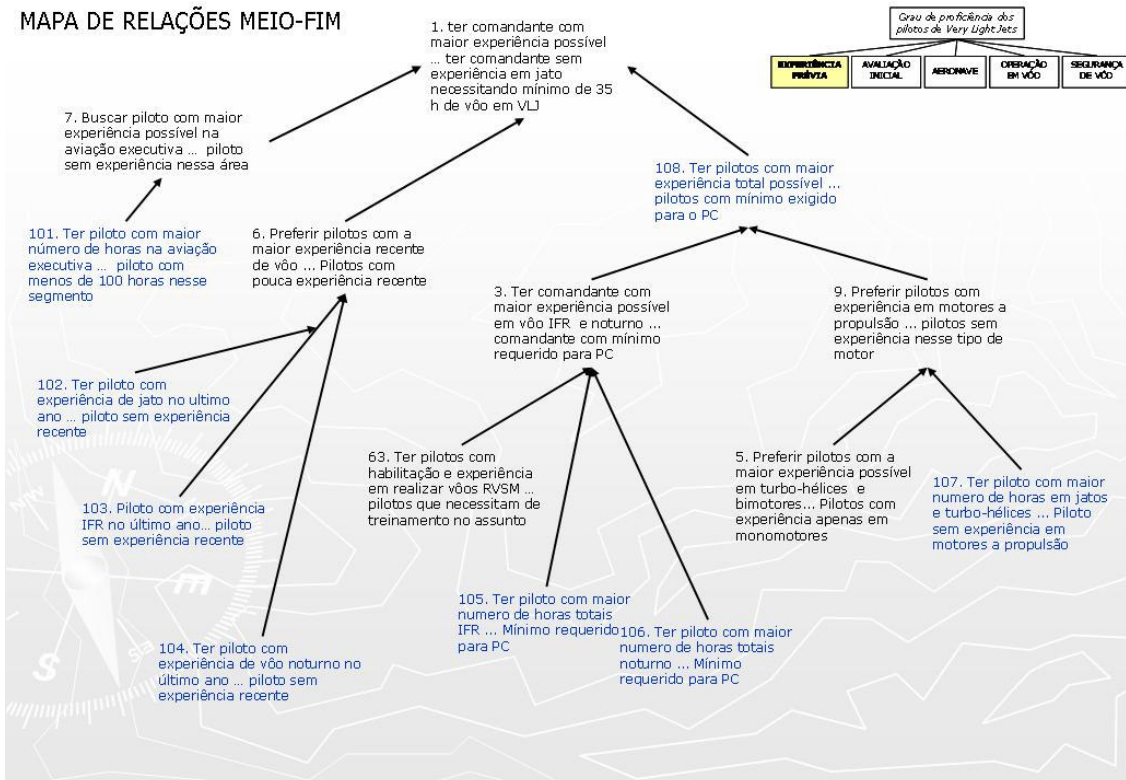 MAPA DE RELAÇÕES MEIO-FIM
1. ter comandante com
maior experiência possível
... ter comandante sem
experiência em jato
necessitando mínimo de 35
h de vôo em VLJ
Grau de proficiência dos
pilotos de Very Light Jets
EXPERIÊNCIA
PRÉVIA
AVALIAÇÃO
INICIAL
AERONAVE
OPERAÇÃO
EM VÔO
SEGURANÇA
DE VÔO
7. Buscar piloto com maior
experiência possível na
aviação executiva ... piloto
sem experiência nessa área
108. Ter pilotos com maior
experiência total possível ...
pilotos com mínimo exigido
para o PC
101. Ter piloto com maior
número de horas na aviação
executiva ... piloto com
menos de 100 horas nesse
segmento
6. Preferir pilotos com a
maior experiência recente
de vôo ... Pilotos com
pouca experiência recente
3. Ter comandante com
maior experiência possível
em vôo IFR e noturno ...
comandante com mínimo
requerido para PC
9. Preferir pilotos com
experiência em motores a
propulsão ... pilotos sem
experiência nesse tipo de
motor
102. Ter piloto com
experiência de jato no ultimo
ano ... piloto sem experiência
recente
63. Ter pilotos com
habilitação e experiência
em realizar vôos RVSM ...
pilotos que necessitam de
treinamento no assunto
5. Preferir pilotos com a
maior experiência possível
em turbo-hélices e
bimotores... Pilotos com
experiência apenas em
monomotores
107. Ter piloto com maior
numero de horas em jatos
e turbo-hélices ... Piloto
sem experiência em
motores a propulsão
103. Piloto com experiência
IFR no último ano... piloto
sem experiência recente
104. Ter piloto com
experiência de vôo noturno no
último ano ... piloto sem
experiência recente
105. Ter piloto com maior
numero de horas totais
IFR ... Mínimo requerido
para PC
106. Ter piloto com maior
numero de horas totais
noturno ... Mínimo
requerido para PC
NW
N
m
S
SE